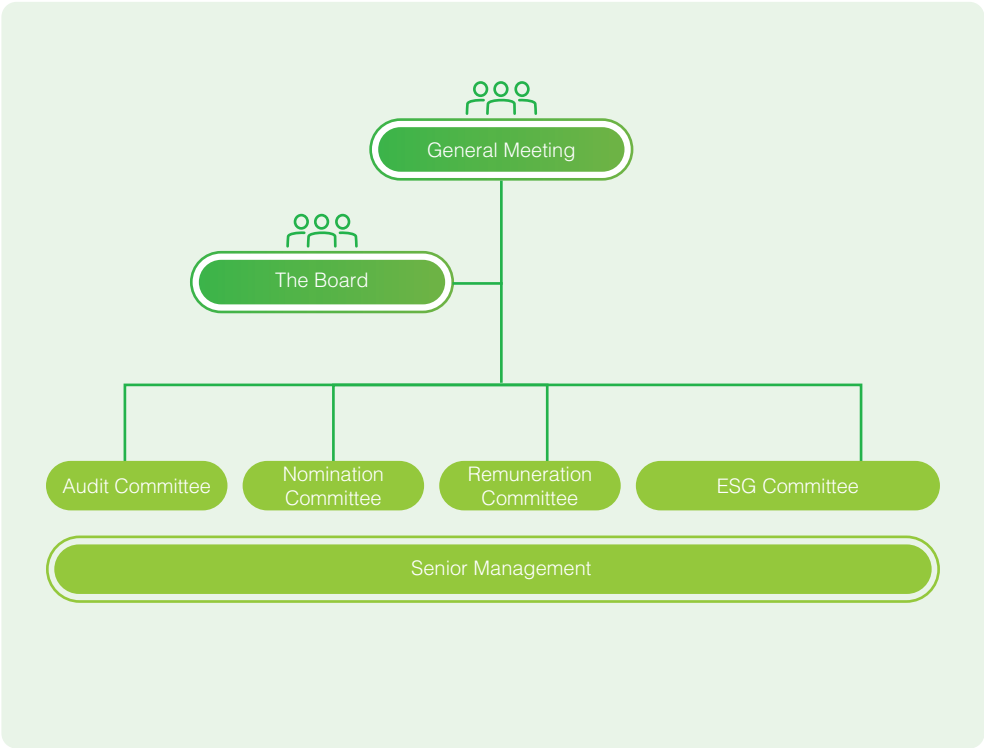 General Meeting
The Board
Audit Committee
Nomination
Committee
Remuneration
Committee
ESG Committee
Senior Management